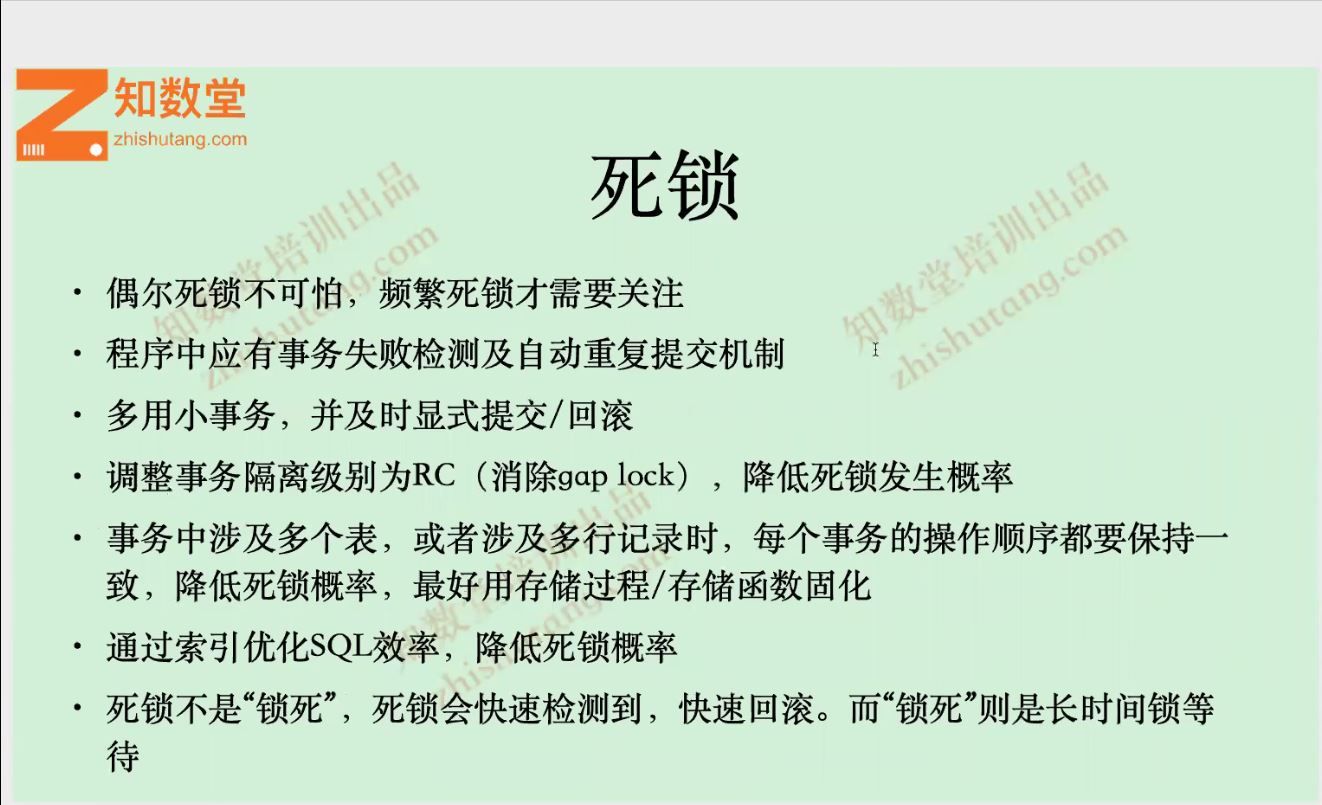 知数堂
zhishutang.com
死锁
• 偶尔死锁不可怕，频繁死锁才需要关注
• 程序中应有事务失败检测及自动重复提交机制
• 多用小事务，并及时显式提交/回滚
• 调整事务隔离级别为RC（消除gap lock），降低死锁发生概率
• 事务中涉及多个表，或者涉及多行记录时，每个事务的操作顺序都要保持一
致，降低死锁概率，最好用存储过程/存储函数固化
• 通过索引优化SQL效率，降低死锁概率
• 死锁不是“锁死”，死锁会快速检测到，快速回滚。而“锁死”则是长时间锁等
待
知数堂培训出品
zhishutang.com
知数堂培训出品
zhishutang.com
知数堂培训出品
zhishutang.com